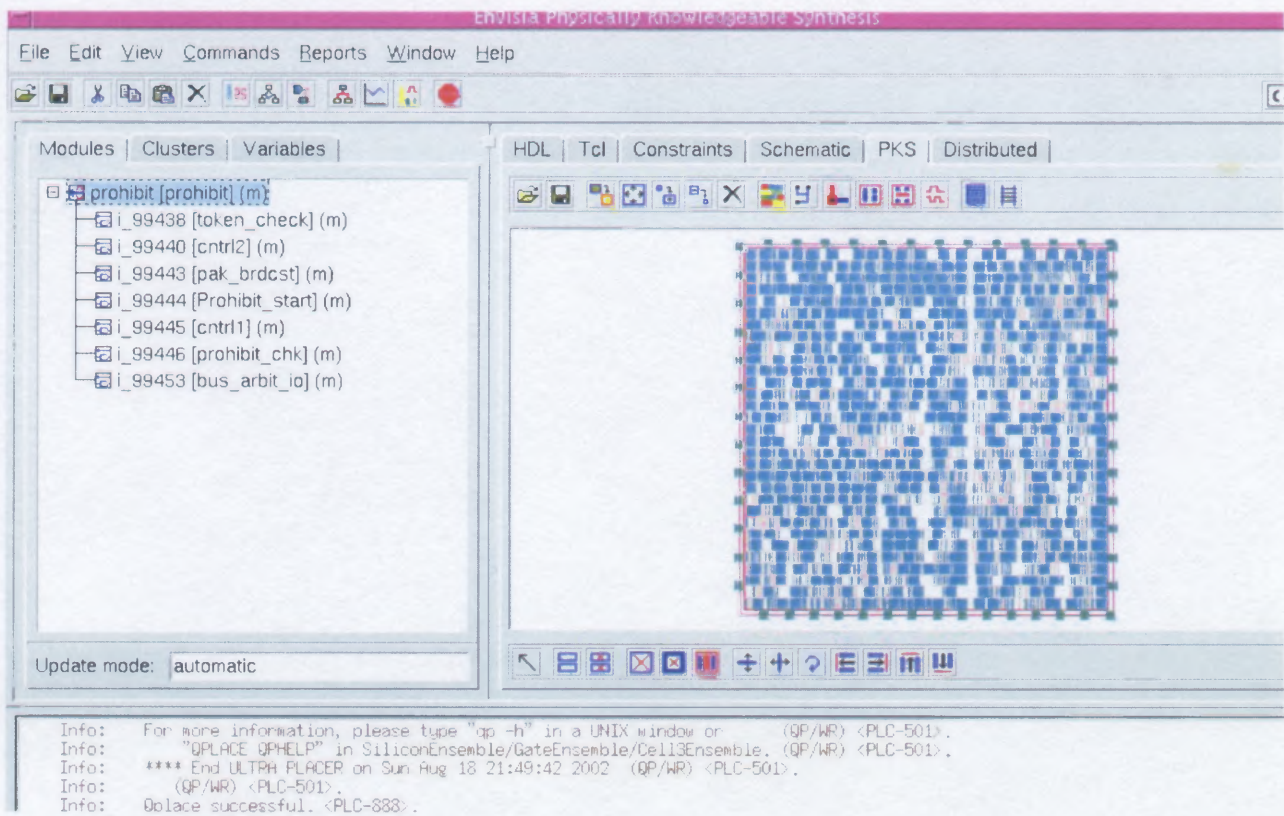 Envisia Physically Knowledgeable Synthesis
File Edit View Commands Reports Window Help
Modules Clusters Variables
HDL Tcl Constraints Schematic PKS Distributed
prohibit [prohibit] (m)
i_99438 [token_check] (m)
i_99440 [cntrl2] (m)
i_99443 [pak_brdcst] (m)
i_99444 [Prohibit_start] (m)
i_99445 [cntrl1] (m)
i_99446 [prohibit_chk] (m)
i_99453 [bus_arbit_io] (m)
Update mode: automatic
Info: For more information, please type "qp -h" in a UNIX window or (QP/WR) <PLC-501>.
Info: "QPLACE QPHELP" in SiliconEnsemble/GateEnsemble/Cell3Ensemble. (QP/WR) <PLC-501>.
Info: **** End ULTRA PLACER on Sun Aug 18 21:49:42 2002 (QP/WR) <PLC-501>.
Info: (QP/WR) <PLC-501>.
Info: Qplace successful. <PLC-888>.